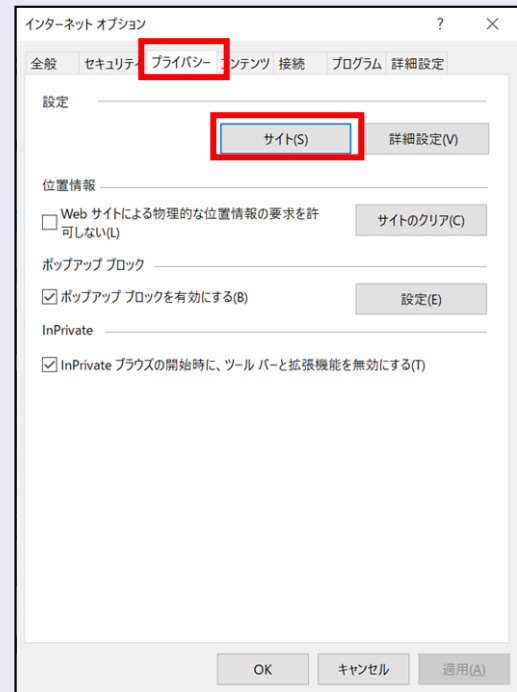 インターネット オプション ? ×
全般 セキュリティ プライバシー コンテンツ 接続 プログラム 詳細設定
設定
サイト(S) 詳細設定(V)
位置情報
Web サイトによる物理的な位置情報の要求を許
可しない(L)
サイトのクリア(C)
ポップアップ ブロック
ポップアップ ブロックを有効にする(B) 設定(E)
InPrivate
InPrivate ブラウズの開始時に、ツール バーと拡張機能を無効にする(T)
OK キャンセル 適用(A)